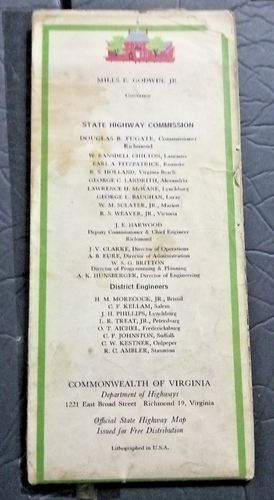 MILLS E. GODWIN, JR.
Governor
STATE HIGHWAY COMMISSION
DOUGLAS B. FUGATE, Commissioner
Richmond
W. RANSDELL CHILTON, Lancaster
EARL A. FITZPATRICK, Roanoke
R. S. HOLLAND, Virginia Beach
GEORGE C. LANDRITH, Alexandria
LAWRENCE H. McWANE, Lynchburg
GEORGE L. BAUGHAN, Luray
W. M. SCLATER, JR., Marion
R. S. WEAVER, JR., Victoria
J. E. HARWOOD
Deputy Commissioner & Chief Engineer
Richmond
J. V. CLARKE, Director of Operations
A. B. EURE, Director of Administration
W. S. G. BRITTON
Director of Programming & Planning
A. K. HUNSBERGER, Director of Engineering
District Engineers
H. M. MORECOCK, JR., Bristol
C. F. KELLAM, Salem
J. H. PHILLIPS, Lynchburg
L. R. TREAT, JR., Petersburg
O. T. AICHEL, Fredericksburg
C. P. JOHNSTON, Suffolk
C. W. KESTNER, Culpeper
R. C. AMBLER, Staunton
COMMONWEALTH OF VIRGINIA
Department of Highways
1221 East Broad Street Richmond 19, Virginia
Official State Highway Map
Issued for Free Distribution
Lithographed in U.S.A.